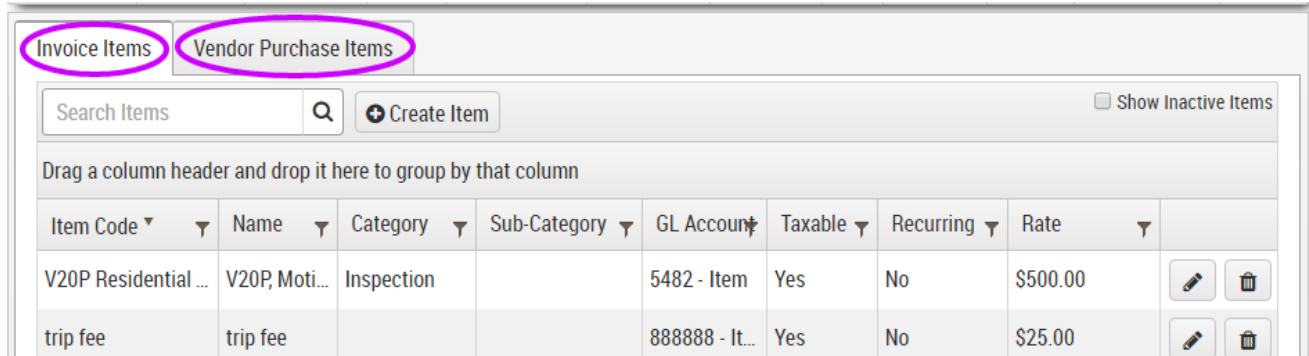 Invoice Items Vendor Purchase Items
Search Items Create Item Show Inactive Items
Drag a column header and drop it here to group by that column
Item Code Name Category Sub-Category GL Account Taxable Recurring Rate
V20P Residential ... V20P, Moti... Inspection 5482 - Item Yes No $500.00
trip fee trip fee 888888 - It... Yes No $25.00